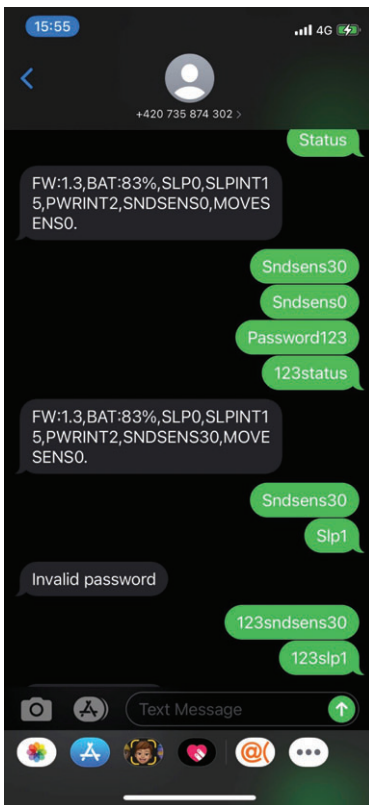 15:55
4G
+420 735 874 302 >
Status
FW:1.3,BAT:83%,SLP0,SLPINT1
5,PWRINT2,SNDSENS0,MOVES
ENS0.
Sndsens30
Sndsens0
Password123
123status
FW:1.3,BAT:83%,SLP0,SLPINT1
5,PWRINT2,SNDSENS30,MOVE
SENS0.
Sndsens30
Slp1
Invalid password
123sndsens30
123slp1
Text Message
@(